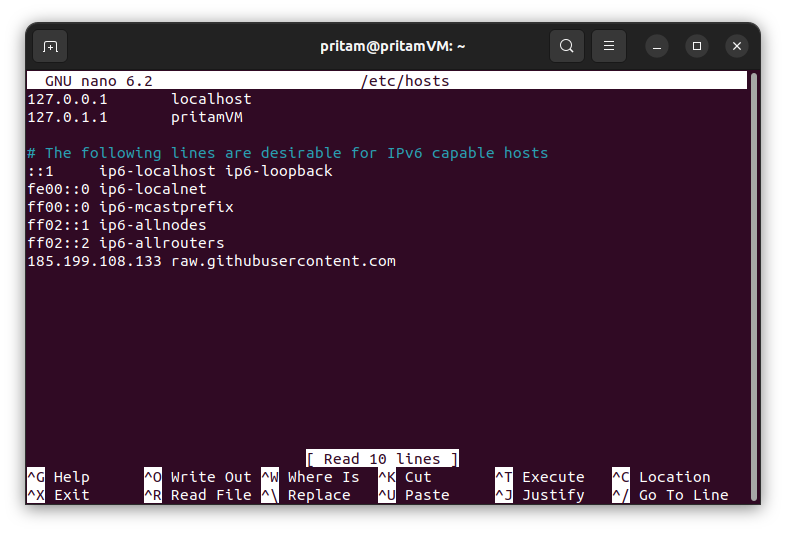 pritam@pritamVM: ~
GNU nano 6.2 /etc/hosts
127.0.0.1 localhost
127.0.1.1 pritamVM
# The following lines are desirable for IPv6 capable hosts
::1 ip6-localhost ip6-loopback
fe00::0 ip6-localnet
ff00::0 ip6-mcastprefix
ff02::1 ip6-allnodes
ff02::2 ip6-allrouters
185.199.108.133 raw.githubusercontent.com
[ Read 10 lines ]
^G Help ^O Write Out ^W Where Is ^K Cut ^T Execute ^C Location
^X Exit ^R Read File ^\ Replace ^U Paste ^J Justify ^/ Go To Line